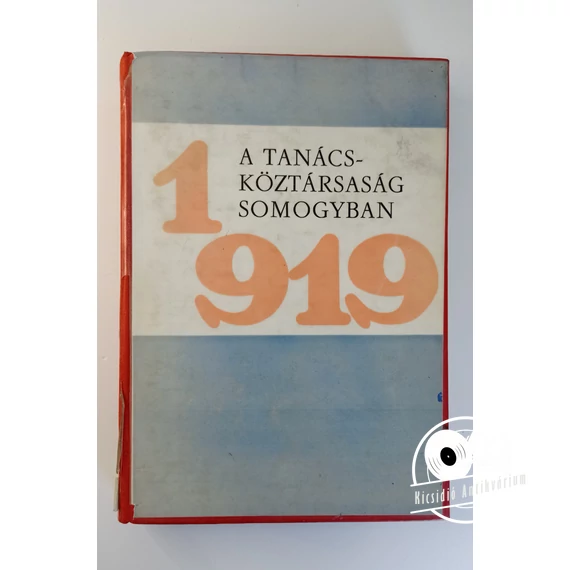 1
A TANÁCS-
KÖZTÁRSASÁG
SOMOGYBAN
919
Kicsidió Antikvárium